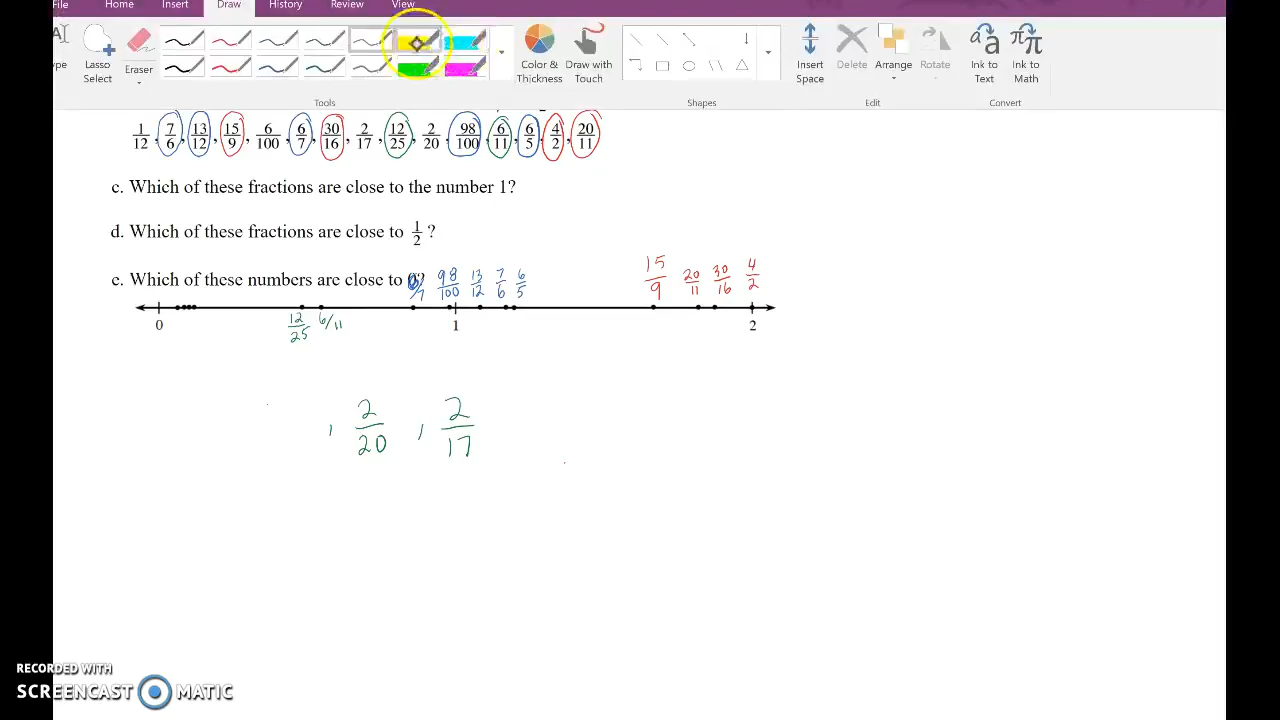 File Home Insert Draw History Review View
Type Lasso Select Eraser Color & Thickness Draw with Touch Insert Space Delete Arrange Rotate Ink to Text Ink to Math
Tools Shapes Edit Convert
1/12, 7/6, 13/12, 15/9, 6/100, 6/7, 30/16, 2/17, 12/25, 2/20, 98/100, 6/11, 6/5, 4/2, 20/11
c. Which of these fractions are close to the number 1?
d. Which of these fractions are close to 1/2 ?
e. Which of these numbers are close to 0?
6/7 98/100 13/12 7/6 6/5 15/9 20/11 30/16 4/2
0 1 2
12/25 6/11
, 2/20 , 2/17
RECORDED WITH
SCREENCAST MATIC